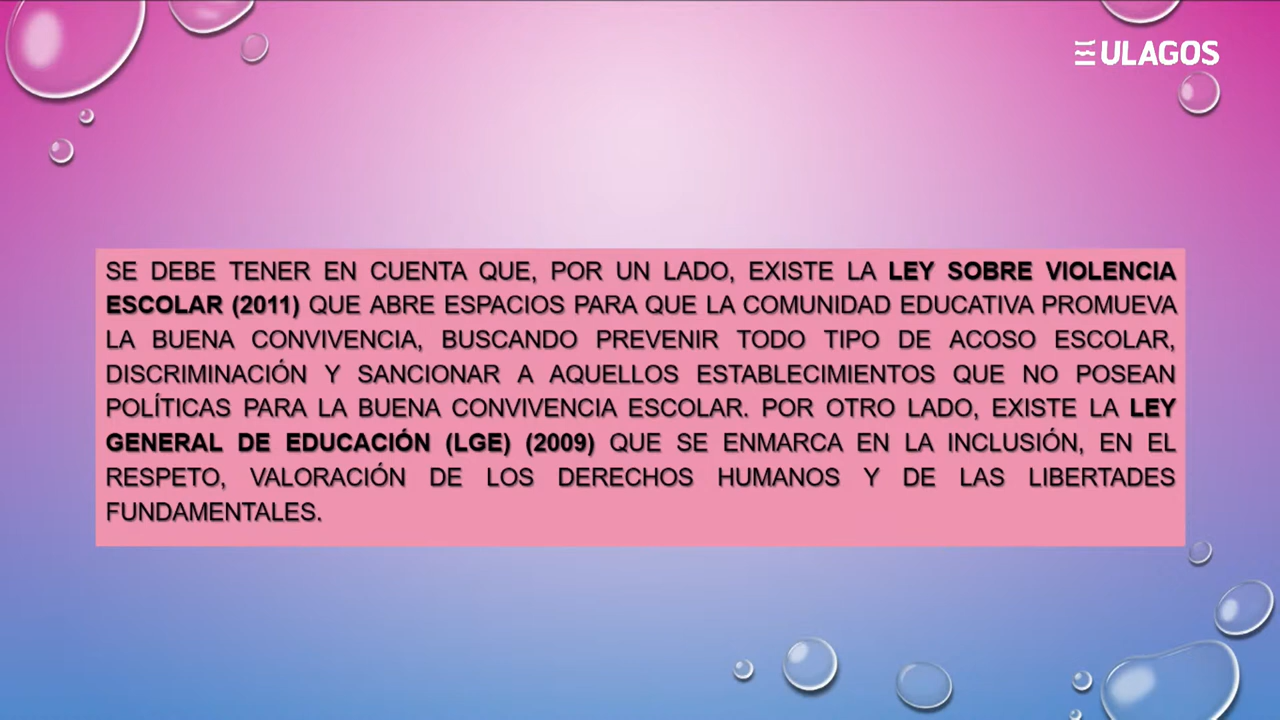 ULAGOS
SE DEBE TENER EN CUENTA QUE, POR UN LADO, EXISTE LA LEY SOBRE VIOLENCIA
ESCOLAR (2011) QUE ABRE ESPACIOS PARA QUE LA COMUNIDAD EDUCATIVA PROMUEVA
LA BUENA CONVIVENCIA, BUSCANDO PREVENIR TODO TIPO DE ACOSO ESCOLAR,
DISCRIMINACIÓN Y SANCIONAR A AQUELLOS ESTABLECIMIENTOS QUE NO POSEAN
POLÍTICAS PARA LA BUENA CONVIVENCIA ESCOLAR. POR OTRO LADO, EXISTE LA LEY
GENERAL DE EDUCACIÓN (LGE) (2009) QUE SE ENMARCA EN LA INCLUSIÓN, EN EL
RESPETO, VALORACIÓN DE LOS DERECHOS HUMANOS Y DE LAS LIBERTADES
FUNDAMENTALES.